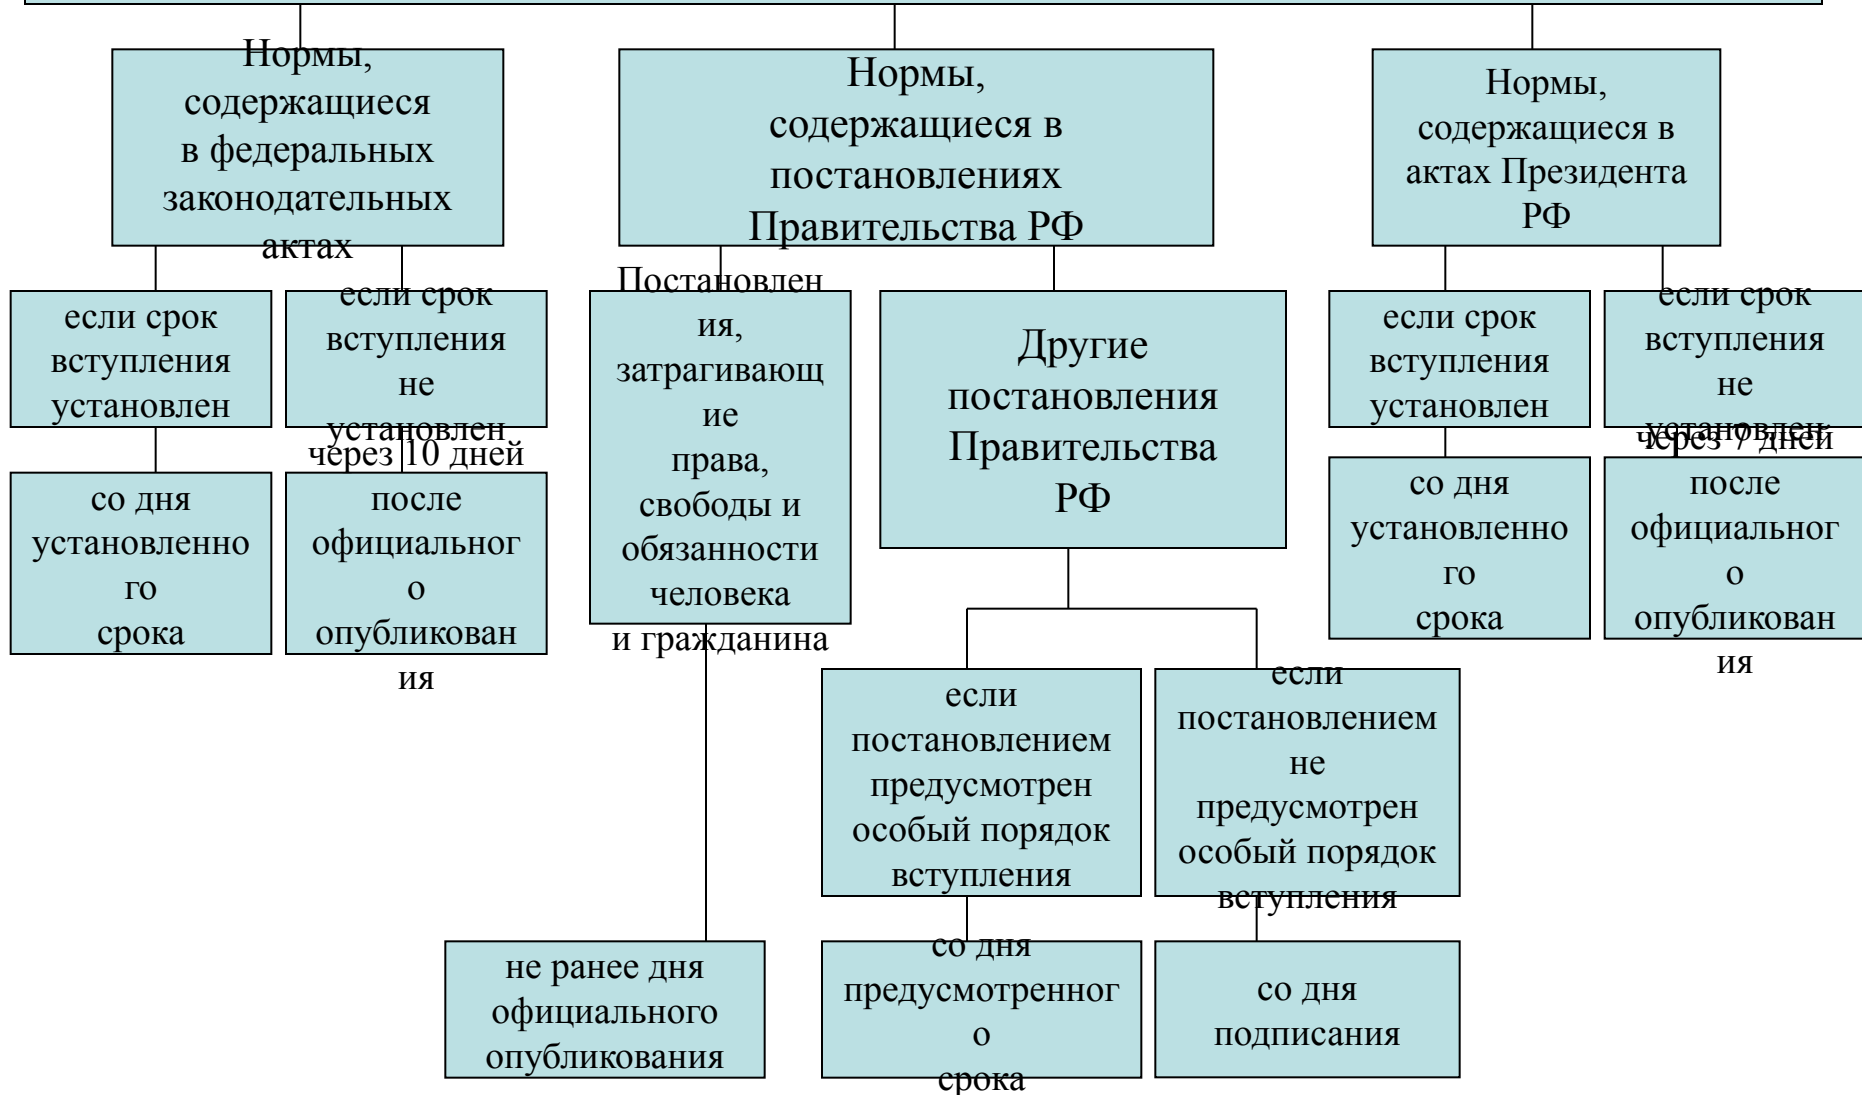 Нормы,
содержащиеся
в федеральных
законодательных
актах
Нормы,
содержащиеся в
постановлениях
Правительства РФ
Нормы,
содержащиеся в
актах Президента
РФ
если срок
вступления
установлен
если срок
вступления
не
установлен
Постановлен
ия,
затрагивающ
ие
права,
свободы и
обязанности
человека
и гражданина
Другие
постановления
Правительства
РФ
если срок
вступления
установлен
если срок
вступления
не
установлен
со дня
установленно
го
срока
через 10 дней
после
официальног
о
опубликован
ия
со дня
установленно
го
срока
через 7 дней
после
официальног
о
опубликован
ия
если
постановлением
предусмотрен
особый порядок
вступления
если
постановлением
не
предусмотрен
особый порядок
вступления
не ранее дня
официального
опубликования
со дня
предусмотренног
о
срока
со дня
подписания